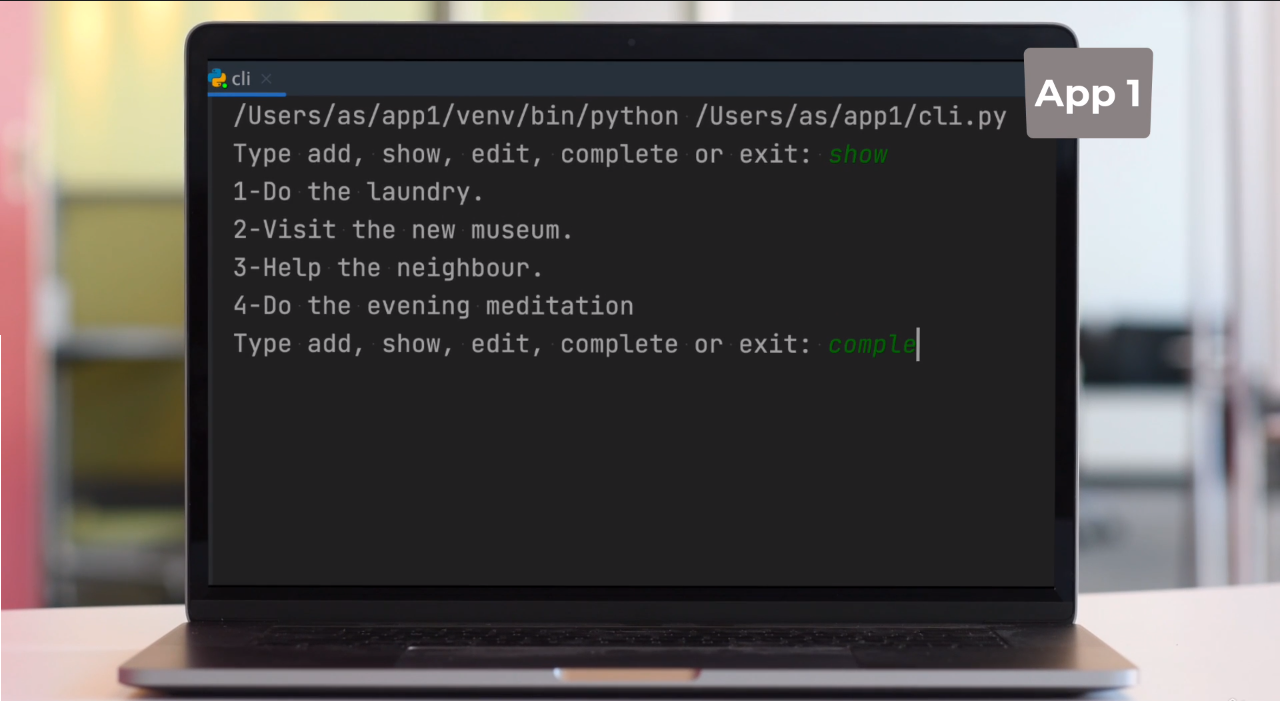 cli
App 1
/Users/as/app1/venv/bin/python /Users/as/app1/cli.py
Type add, show, edit, complete or exit: show
1-Do the laundry.
2-Visit the new museum.
3-Help the neighbour.
4-Do the evening meditation
Type add, show, edit, complete or exit: comple